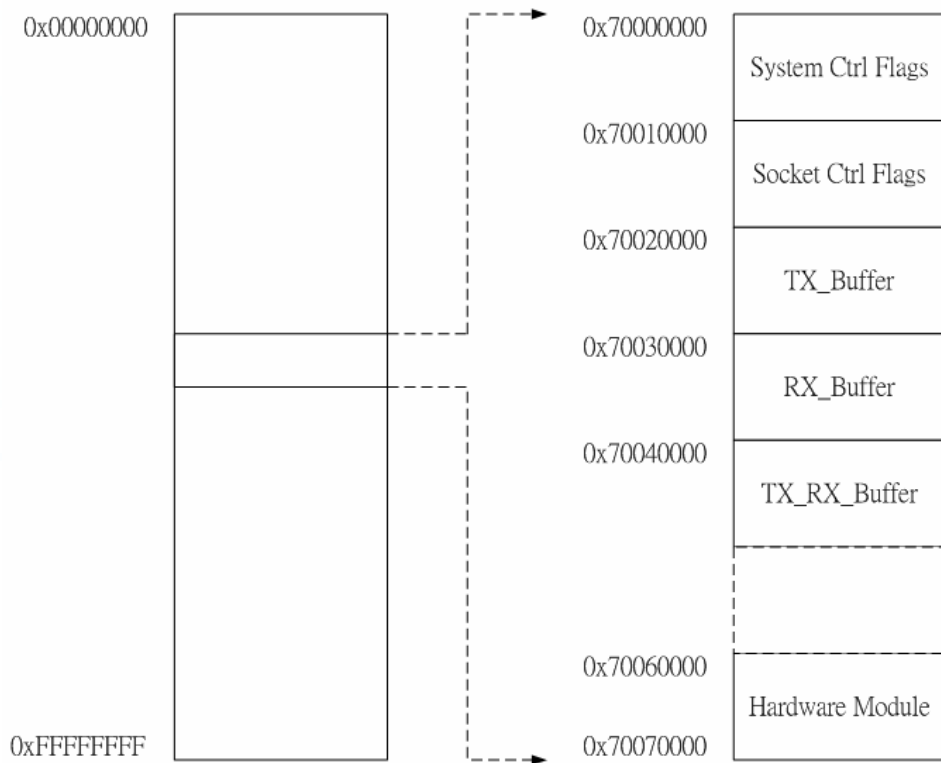 0x00000000
0xFFFFFFFF
0x70000000
System Ctrl Flags
0x70010000
Socket Ctrl Flags
0x70020000
TX_Buffer
0x70030000
RX_Buffer
0x70040000
TX_RX_Buffer
0x70060000
Hardware Module
0x70070000